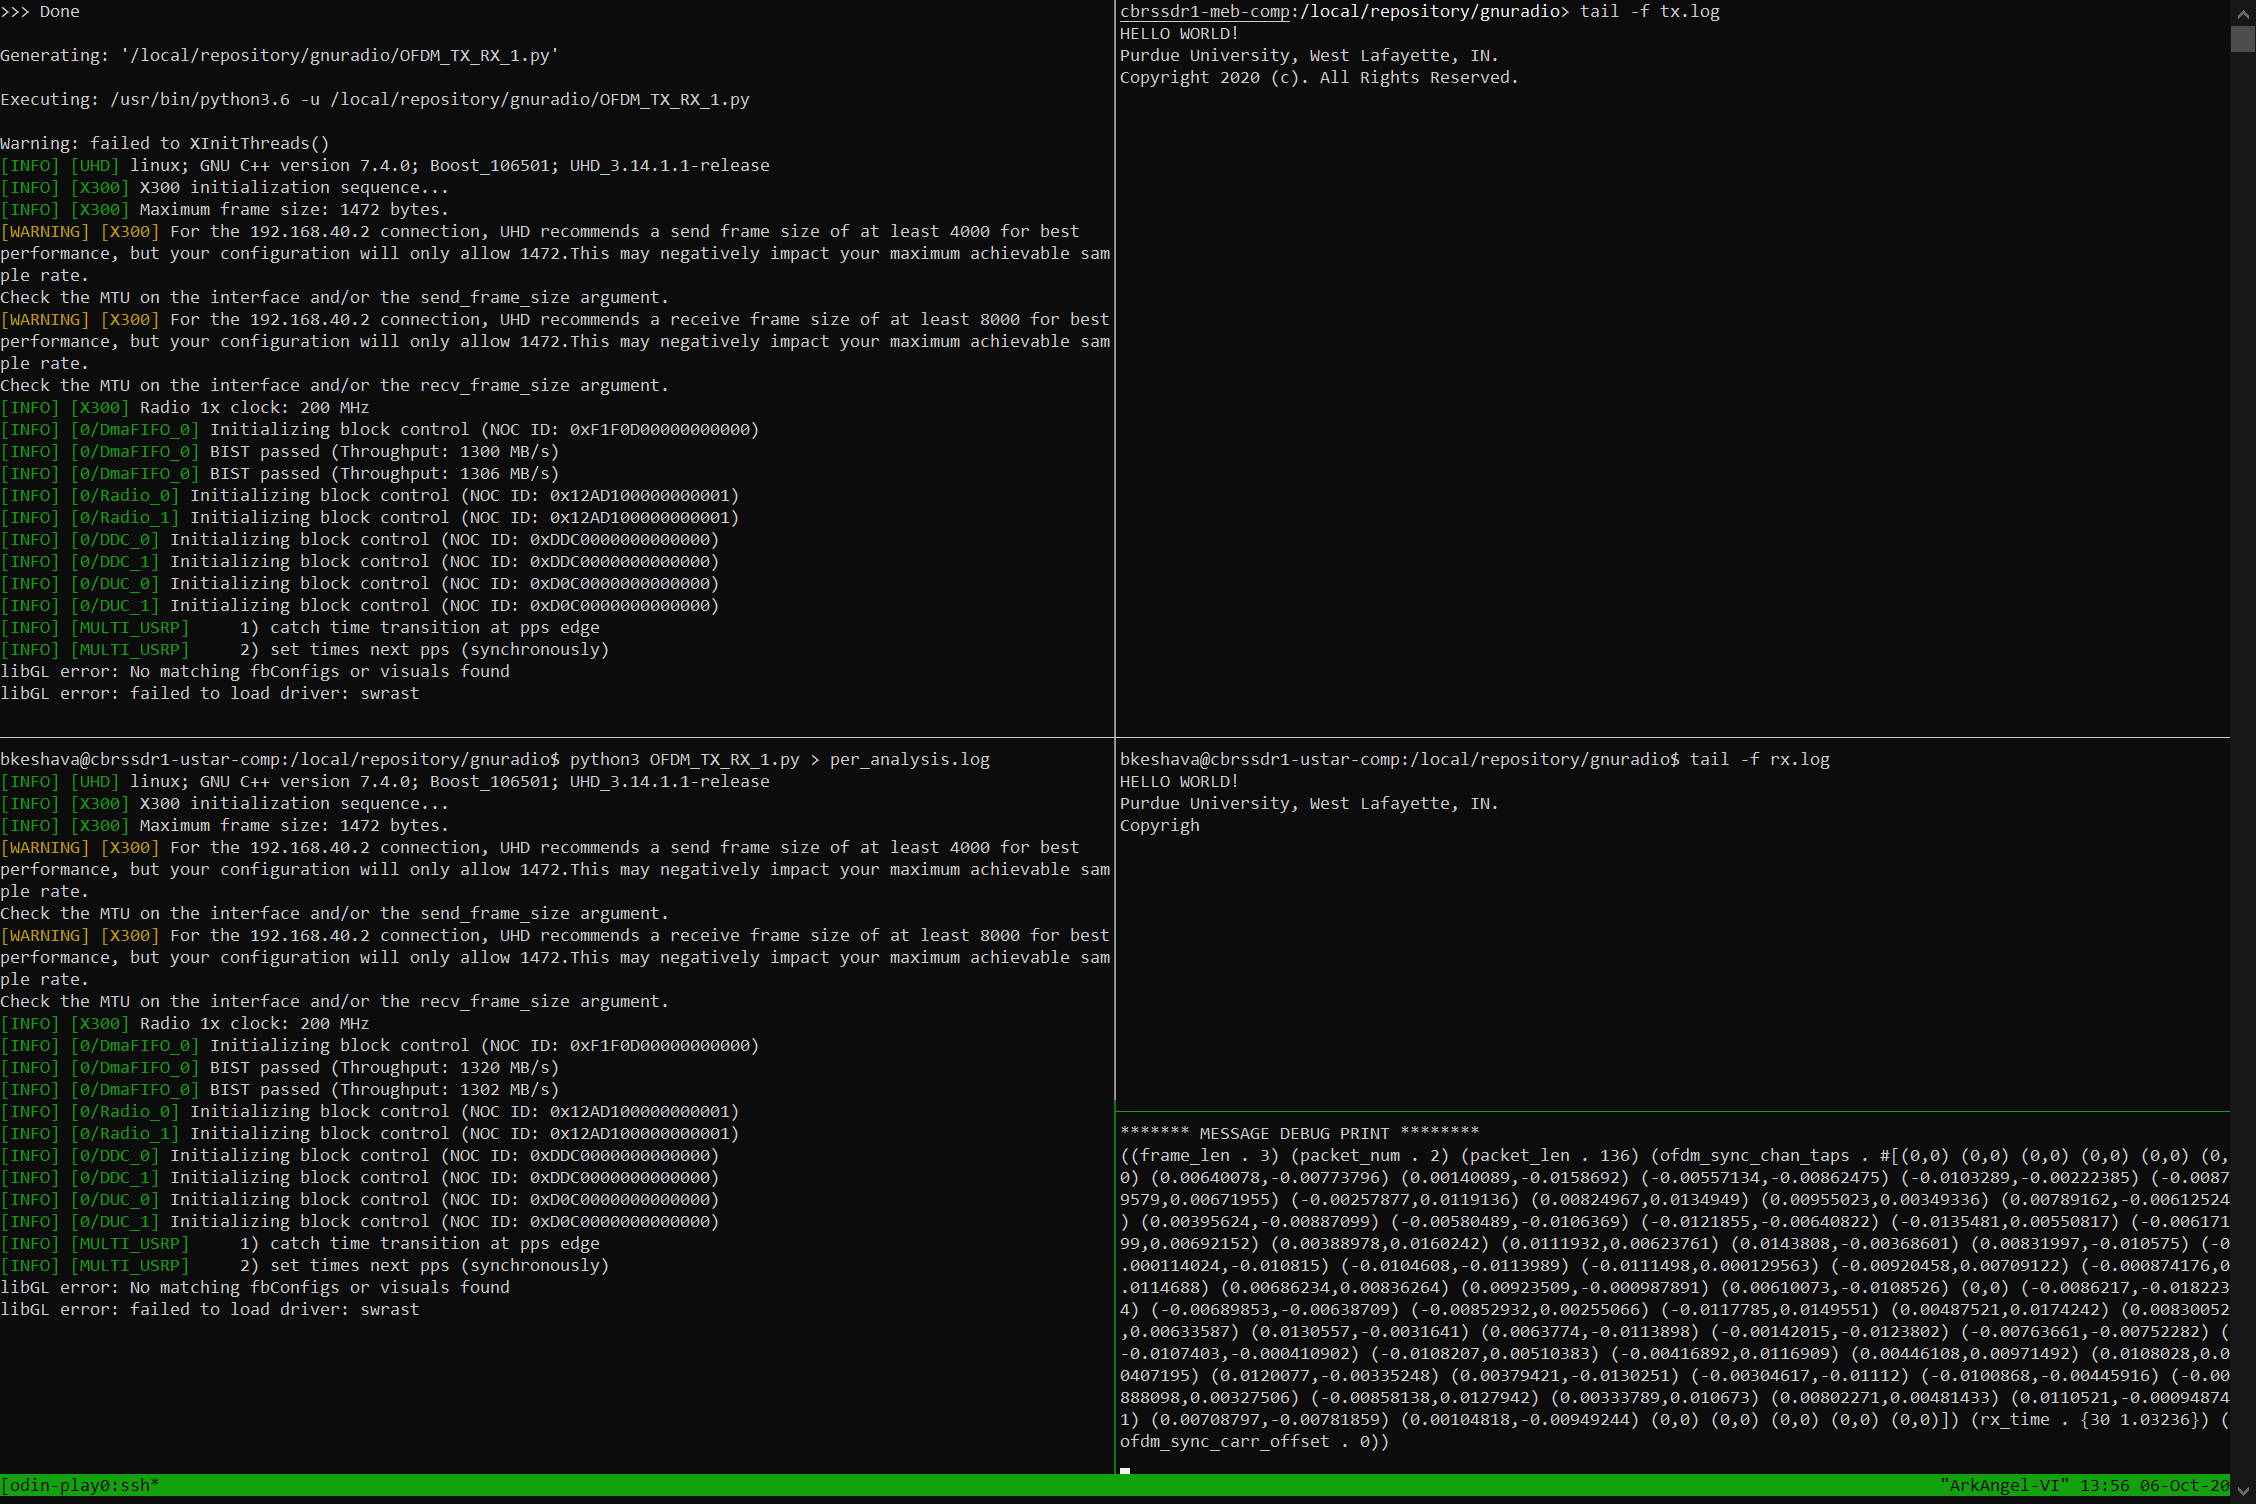 >>> Done
Generating: '/local/repository/gnuradio/OFDM_TX_RX_1.py'
Executing: /usr/bin/python3.6 -u /local/repository/gnuradio/OFDM_TX_RX_1.py
Warning: failed to XInitThreads()
[INFO] [UHD] linux; GNU C++ version 7.4.0; Boost_106501; UHD_3.14.1.1-release
[INFO] [X300] X300 initialization sequence...
[INFO] [X300] Maximum frame size: 1472 bytes.
[WARNING] [X300] For the 192.168.40.2 connection, UHD recommends a send frame size of at least 4000 for best
performance, but your configuration will only allow 1472.This may negatively impact your maximum achievable sam
ple rate.
Check the MTU on the interface and/or the send_frame_size argument.
[WARNING] [X300] For the 192.168.40.2 connection, UHD recommends a receive frame size of at least 8000 for best
performance, but your configuration will only allow 1472.This may negatively impact your maximum achievable sam
ple rate.
Check the MTU on the interface and/or the recv_frame_size argument.
[INFO] [X300] Radio 1x clock: 200 MHz
[INFO] [0/DmaFIFO_0] Initializing block control (NOC ID: 0xF1F0D00000000000)
[INFO] [0/DmaFIFO_0] BIST passed (Throughput: 1300 MB/s)
[INFO] [0/DmaFIFO_0] BIST passed (Throughput: 1306 MB/s)
[INFO] [0/Radio_0] Initializing block control (NOC ID: 0x12AD100000000001)
[INFO] [0/Radio_1] Initializing block control (NOC ID: 0x12AD100000000001)
[INFO] [0/DDC_0] Initializing block control (NOC ID: 0xDDC0000000000000)
[INFO] [0/DDC_1] Initializing block control (NOC ID: 0xDDC0000000000000)
[INFO] [0/DUC_0] Initializing block control (NOC ID: 0xD0C0000000000000)
[INFO] [0/DUC_1] Initializing block control (NOC ID: 0xD0C0000000000000)
[INFO] [MULTI_USRP]     1) catch time transition at pps edge
[INFO] [MULTI_USRP]     2) set times next pps (synchronously)
libGL error: No matching fbConfigs or visuals found
libGL error: failed to load driver: swrast
cbrssdr1-meb-comp:/local/repository/gnuradio> tail -f tx.log
HELLO WORLD!
Purdue University, West Lafayette, IN.
Copyright 2020 (c). All Rights Reserved.
bkeshava@cbrssdr1-ustar-comp:/local/repository/gnuradio$ python3 OFDM_TX_RX_1.py > per_analysis.log
[INFO] [UHD] linux; GNU C++ version 7.4.0; Boost_106501; UHD_3.14.1.1-release
[INFO] [X300] X300 initialization sequence...
[INFO] [X300] Maximum frame size: 1472 bytes.
[WARNING] [X300] For the 192.168.40.2 connection, UHD recommends a send frame size of at least 4000 for best
performance, but your configuration will only allow 1472.This may negatively impact your maximum achievable sam
ple rate.
Check the MTU on the interface and/or the send_frame_size argument.
[WARNING] [X300] For the 192.168.40.2 connection, UHD recommends a receive frame size of at least 8000 for best
performance, but your configuration will only allow 1472.This may negatively impact your maximum achievable sam
ple rate.
Check the MTU on the interface and/or the recv_frame_size argument.
[INFO] [X300] Radio 1x clock: 200 MHz
[INFO] [0/DmaFIFO_0] Initializing block control (NOC ID: 0xF1F0D00000000000)
[INFO] [0/DmaFIFO_0] BIST passed (Throughput: 1320 MB/s)
[INFO] [0/DmaFIFO_0] BIST passed (Throughput: 1302 MB/s)
[INFO] [0/Radio_0] Initializing block control (NOC ID: 0x12AD100000000001)
[INFO] [0/Radio_1] Initializing block control (NOC ID: 0x12AD100000000001)
[INFO] [0/DDC_0] Initializing block control (NOC ID: 0xDDC0000000000000)
[INFO] [0/DDC_1] Initializing block control (NOC ID: 0xDDC0000000000000)
[INFO] [0/DUC_0] Initializing block control (NOC ID: 0xD0C0000000000000)
[INFO] [0/DUC_1] Initializing block control (NOC ID: 0xD0C0000000000000)
[INFO] [MULTI_USRP]     1) catch time transition at pps edge
[INFO] [MULTI_USRP]     2) set times next pps (synchronously)
libGL error: No matching fbConfigs or visuals found
libGL error: failed to load driver: swrast
bkeshava@cbrssdr1-ustar-comp:/local/repository/gnuradio$ tail -f rx.log
HELLO WORLD!
Purdue University, West Lafayette, IN.
Copyrigh
******* MESSAGE DEBUG PRINT ********
((frame_len . 3) (packet_num . 2) (packet_len . 136) (ofdm_sync_chan_taps . #[(0,0) (0,0) (0,0) (0,0) (0,0) (0,
0) (0.00640078,-0.00773796) (0.00140089,-0.0158692) (-0.00557134,-0.00862475) (-0.0103289,-0.00222385) (-0.0087
9579,0.00671955) (-0.00257877,0.0119136) (0.00824967,0.0134949) (0.00955023,0.00349336) (0.00789162,-0.00612524
) (0.00395624,-0.00887099) (-0.00580489,-0.0106369) (-0.0121855,-0.00640822) (-0.0135481,0.00550817) (-0.006171
99,0.00692152) (0.00388978,0.0160242) (0.0111932,0.00623761) (0.0143808,-0.00368601) (0.00831997,-0.010575) (-0
.000114024,-0.010815) (-0.0104608,-0.0113989) (-0.0111498,0.000129563) (-0.00920458,0.00709122) (-0.000874176,0
.0114688) (0.00686234,0.00836264) (0.00923509,-0.000987891) (0.00610073,-0.0108526) (0,0) (-0.0086217,-0.018223
4) (-0.00689853,-0.00638709) (-0.00852932,0.00255066) (-0.0117785,0.0149551) (0.00487521,0.0174242) (0.00830052
,0.00633587) (0.0130557,-0.0031641) (0.0063774,-0.0113898) (-0.00142015,-0.0123802) (-0.00763661,-0.00752282) (
-0.0107403,-0.000410902) (-0.0108207,0.00510383) (-0.00416892,0.0116909) (0.00446108,0.00971492) (0.0108028,0.0
0407195) (0.0120077,-0.00335248) (0.00379421,-0.0130251) (-0.00304617,-0.01112) (-0.0100868,-0.00445916) (-0.00
888098,0.00327506) (-0.00858138,0.0127942) (0.00333789,0.010673) (0.00802271,0.00481433) (0.0110521,-0.00094874
1) (0.00708797,-0.00781859) (0.00104818,-0.00949244) (0,0) (0,0) (0,0) (0,0) (0,0)]) (rx_time . {30 1.03236}) (
ofdm_sync_carr_offset . 0))
[odin-play0:ssh* "ArkAngel-VI" 13:56 06-Oct-20